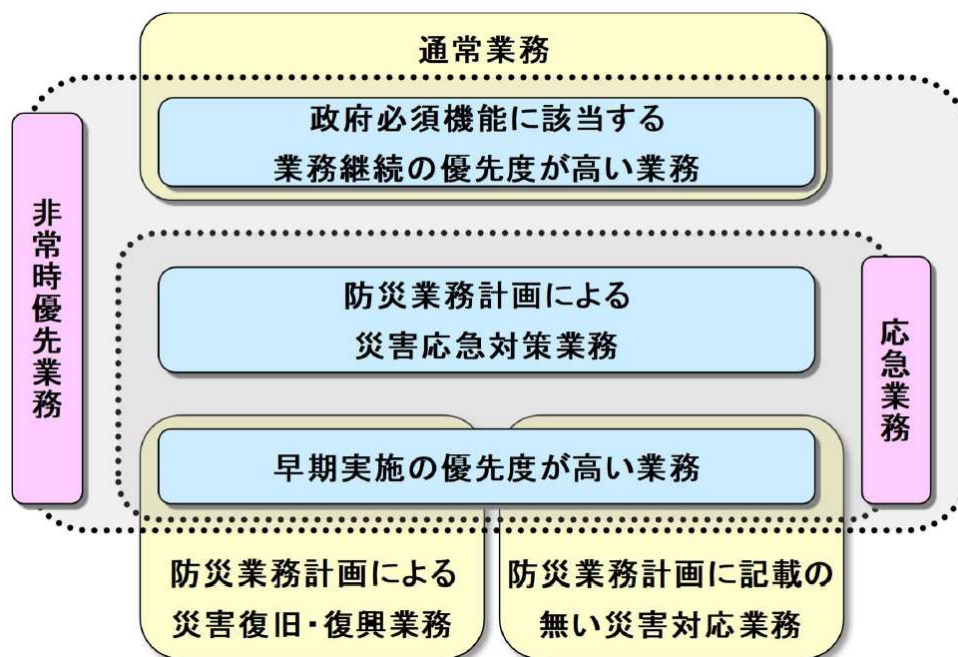 通常業務
政府必須機能に該当する
業務継続の優先度が高い業務
非常時優先業務
防災業務計画による
災害応急対策業務
応急業務
早期実施の優先度が高い業務
防災業務計画による
災害復旧・復興業務
防災業務計画に記載の
無い災害対応業務